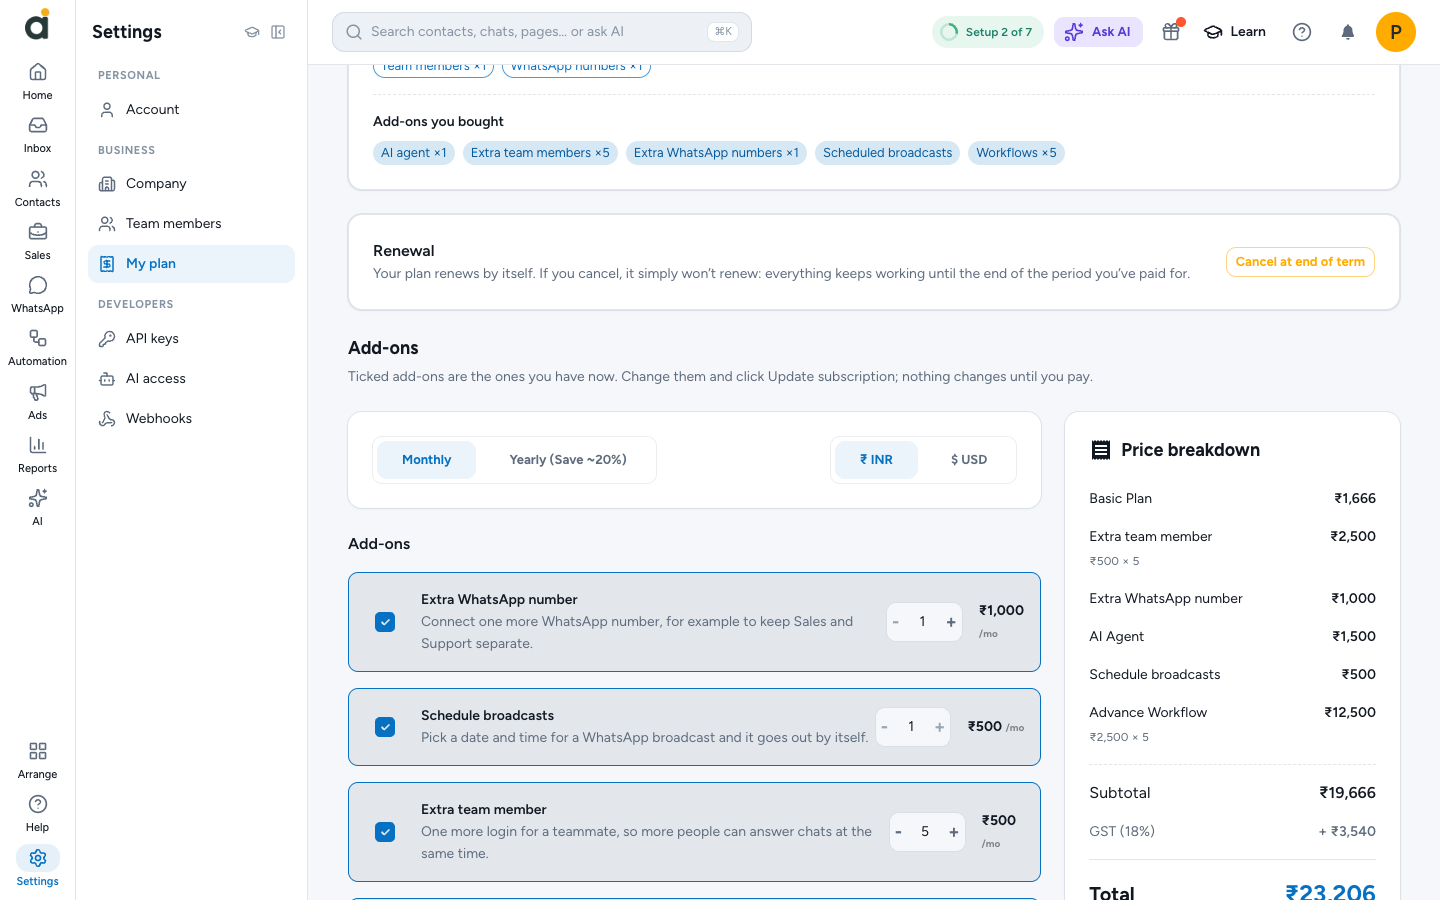 Settings
Search contacts, chats, pages... or ask AI
⌘K
Setup 2 of 7
Ask AI
Learn
P
Home
Inbox
Contacts
Sales
WhatsApp
Automation
Ads
Reports
AI
Arrange
Help
Settings
PERSONAL
Account
BUSINESS
Company
Team members
My plan
DEVELOPERS
API keys
AI access
Webhooks
Team members ×1
WhatsApp numbers ×1
Add-ons you bought
AI agent ×1
Extra team members ×5
Extra WhatsApp numbers ×1
Scheduled broadcasts
Workflows ×5
Renewal
Your plan renews by itself. If you cancel, it simply won't renew: everything keeps working until the end of the period you've paid for.
Cancel at end of term
Add-ons
Ticked add-ons are the ones you have now. Change them and click Update subscription; nothing changes until you pay.
Monthly
Yearly (Save ~20%)
₹ INR
$ USD
Add-ons
Extra WhatsApp number
Connect one more WhatsApp number, for example to keep Sales and
Support separate.
- 1 +
₹1,000
/mo
Schedule broadcasts
Pick a date and time for a WhatsApp broadcast and it goes out by itself.
- 1 +
₹500 /mo
Extra team member
One more login for a teammate, so more people can answer chats at the
same time.
- 5 +
₹500
/mo
Price breakdown
Basic Plan ₹1,666
Extra team member ₹2,500
₹500 × 5
Extra WhatsApp number ₹1,000
AI Agent ₹1,500
Schedule broadcasts ₹500
Advance Workflow ₹12,500
₹2,500 × 5
Subtotal ₹19,666
GST (18%) + ₹3,540
Total ₹23,206